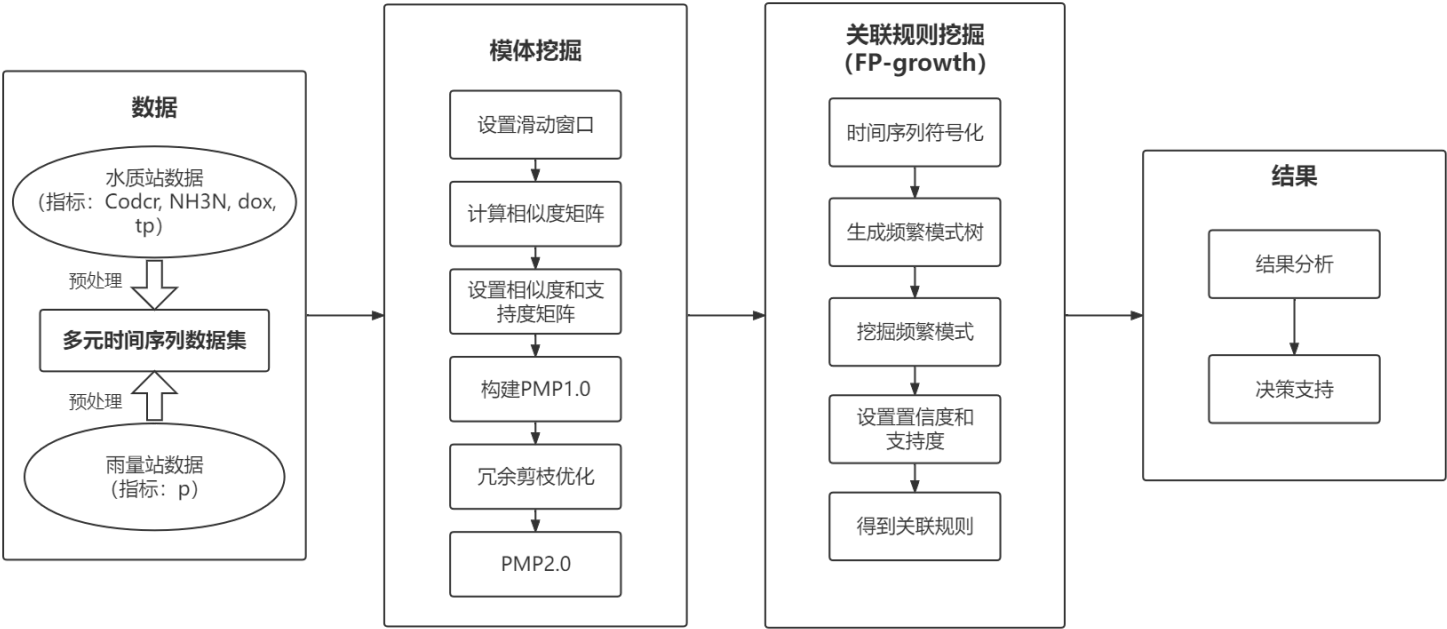 数据
水质站数据
（指标：Codcr, NH3N, dox,
tp）
预处理
多元时间序列数据集
预处理
雨量站数据
（指标：p）
模体挖掘
设置滑动窗口
计算相似度矩阵
设置相似度和支
持度矩阵
构建PMP1.0
冗余剪枝优化
PMP2.0
关联规则挖掘
（FP-growth）
时间序列符号化
生成频繁模式树
挖掘频繁模式
设置置信度和
支持度
得到关联规则
结果
结果分析
决策支持